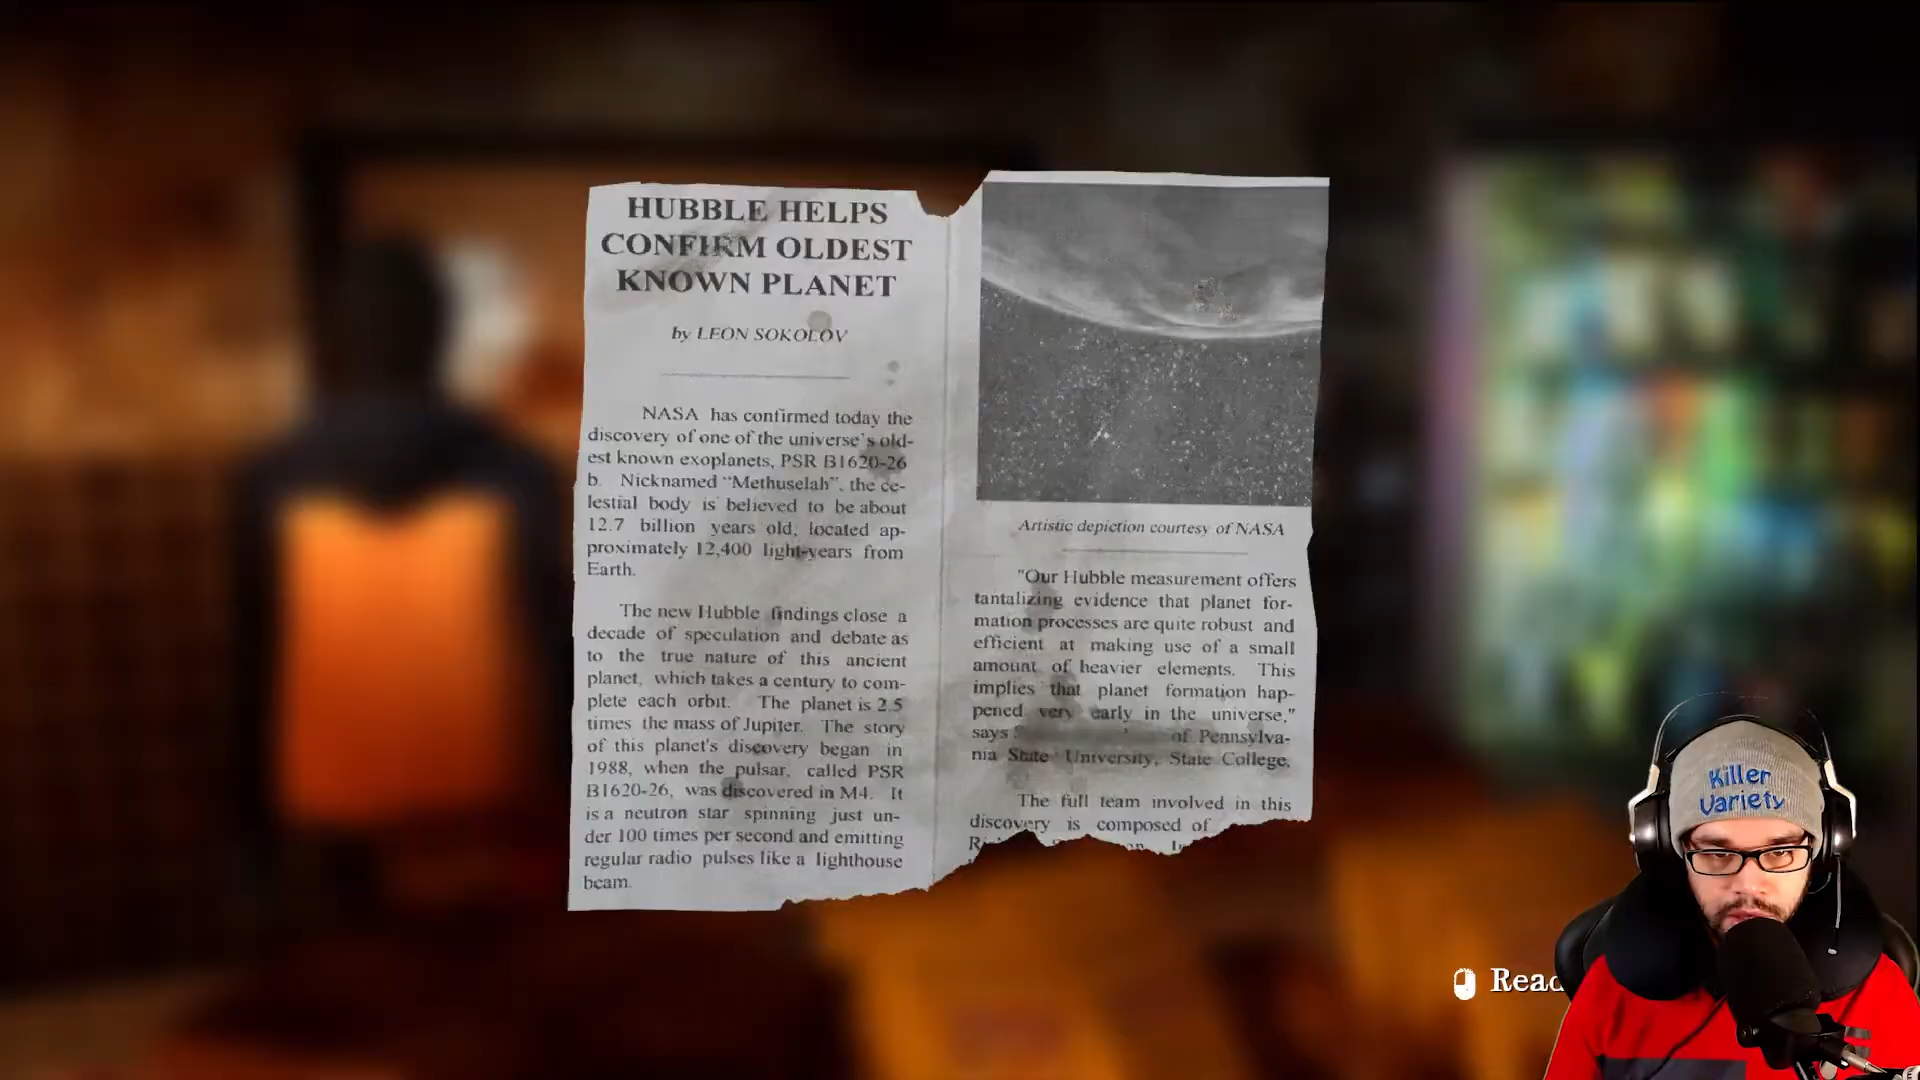 HUBBLE HELPS
CONFIRM OLDEST
KNOWN PLANET
by LEON SOKOLOV
NASA has confirmed today the
discovery of one of the universe's old-
est known exoplanets, PSR B1620-26
b. Nicknamed "Methuselah", the ce-
lestial body is believed to be about
12.7 billion years old, located ap-
proximately 12,400 light-years from
Earth.
The new Hubble findings close a
decade of speculation and debate as
to the true nature of this ancient
planet, which takes a century to com-
plete each orbit. The planet is 2.5
times the mass of Jupiter. The story
of this planet's discovery began in
1988, when the pulsar, called PSR
B1620-26, was discovered in M4. It
is a neutron star spinning just un-
der 100 times per second and emitting
regular radio pulses like a lighthouse
beam.
Artistic depiction courtesy of NASA
"Our Hubble measurement offers
tantalizing evidence that planet for-
mation processes are quite robust and
efficient at making use of a small
amount of heavier elements. This
implies that planet formation hap-
pened very early in the universe,"
says of Pennsylva-
nia State University, State College,
The full team involved in this
discovery is composed of
Read
Killer
Variety